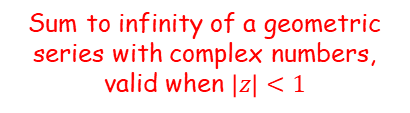 Sum to infinity of a geometric
series with complex numbers,
valid when |z| < 1